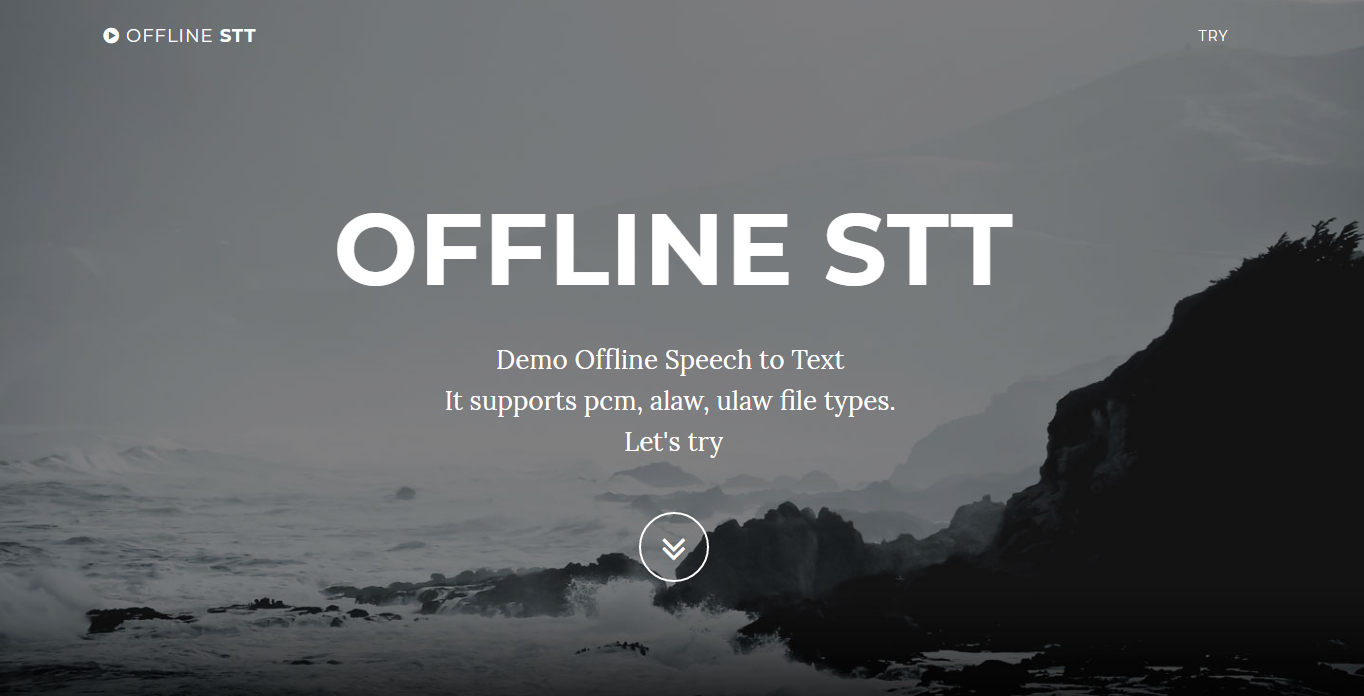 OFFLINE STT
TRY
OFFLINE STT
Demo Offline Speech to Text
It supports pcm, alaw, ulaw file types.
Let's try